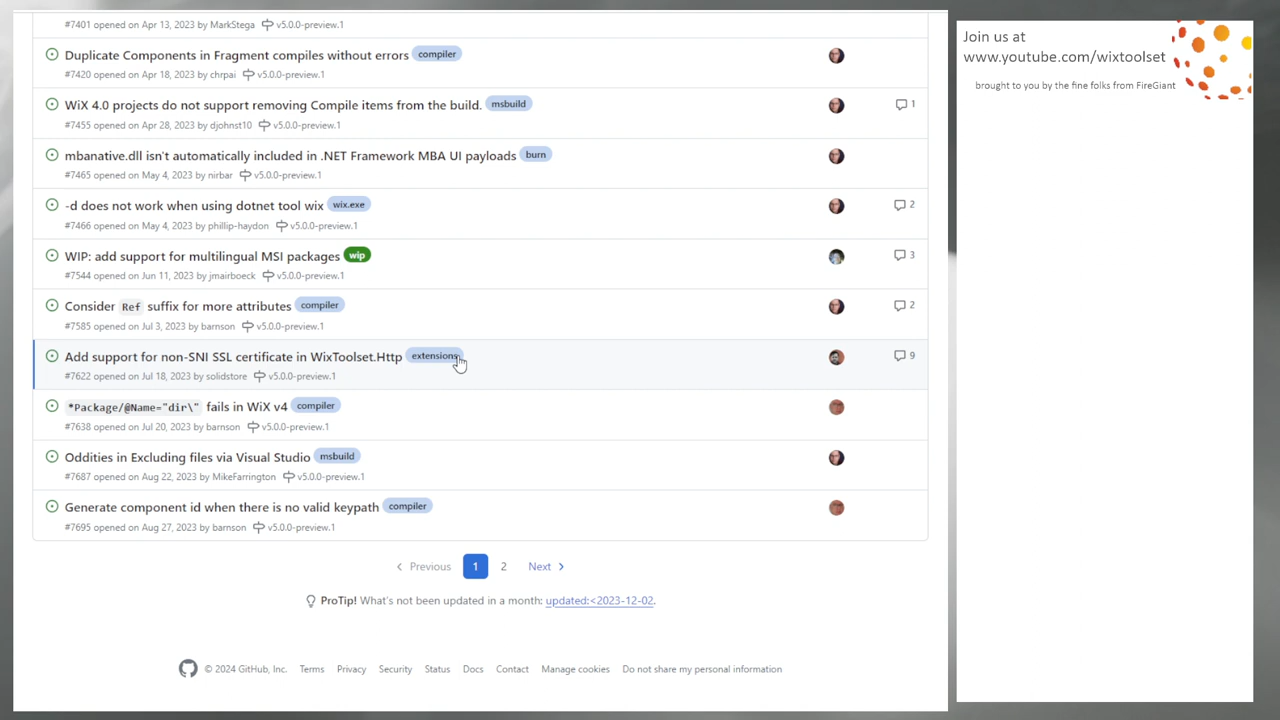 #7401 opened on Apr 13, 2023 by MarkStega v5.0.0-preview.1
Duplicate Components in Fragment compiles without errors compiler
#7420 opened on Apr 18, 2023 by chrpai v5.0.0-preview.1
WiX 4.0 projects do not support removing Compile items from the build. msbuild 1
#7455 opened on Apr 28, 2023 by djohnst10 v5.0.0-preview.1
mbanative.dll isn't automatically included in .NET Framework MBA UI payloads burn
#7465 opened on May 4, 2023 by nirbar v5.0.0-preview.1
-d does not work when using dotnet tool wix wix.exe 2
#7466 opened on May 4, 2023 by phillip-haydon v5.0.0-preview.1
WIP: add support for multilingual MSI packages wip 3
#7544 opened on Jun 11, 2023 by jmairboeck v5.0.0-preview.1
Consider Ref suffix for more attributes compiler 2
#7585 opened on Jul 3, 2023 by barnson v5.0.0-preview.1
Add support for non-SNI SSL certificate in WixToolset.Http extensions 9
#7622 opened on Jul 18, 2023 by solidstore v5.0.0-preview.1
*Package/@Name="dir\" fails in WiX v4 compiler
#7638 opened on Jul 20, 2023 by barnson v5.0.0-preview.1
Oddities in Excluding files via Visual Studio msbuild
#7687 opened on Aug 22, 2023 by MikeFarrington v5.0.0-preview.1
Generate component id when there is no valid keypath compiler
#7695 opened on Aug 27, 2023 by barnson v5.0.0-preview.1
Previous 1 2 Next
ProTip! What's not been updated in a month: updated:<2023-12-02.
© 2024 GitHub, Inc. Terms Privacy Security Status Docs Contact Manage cookies Do not share my personal information
Join us at
www.youtube.com/wixtoolset
brought to you by the fine folks from FireGiant